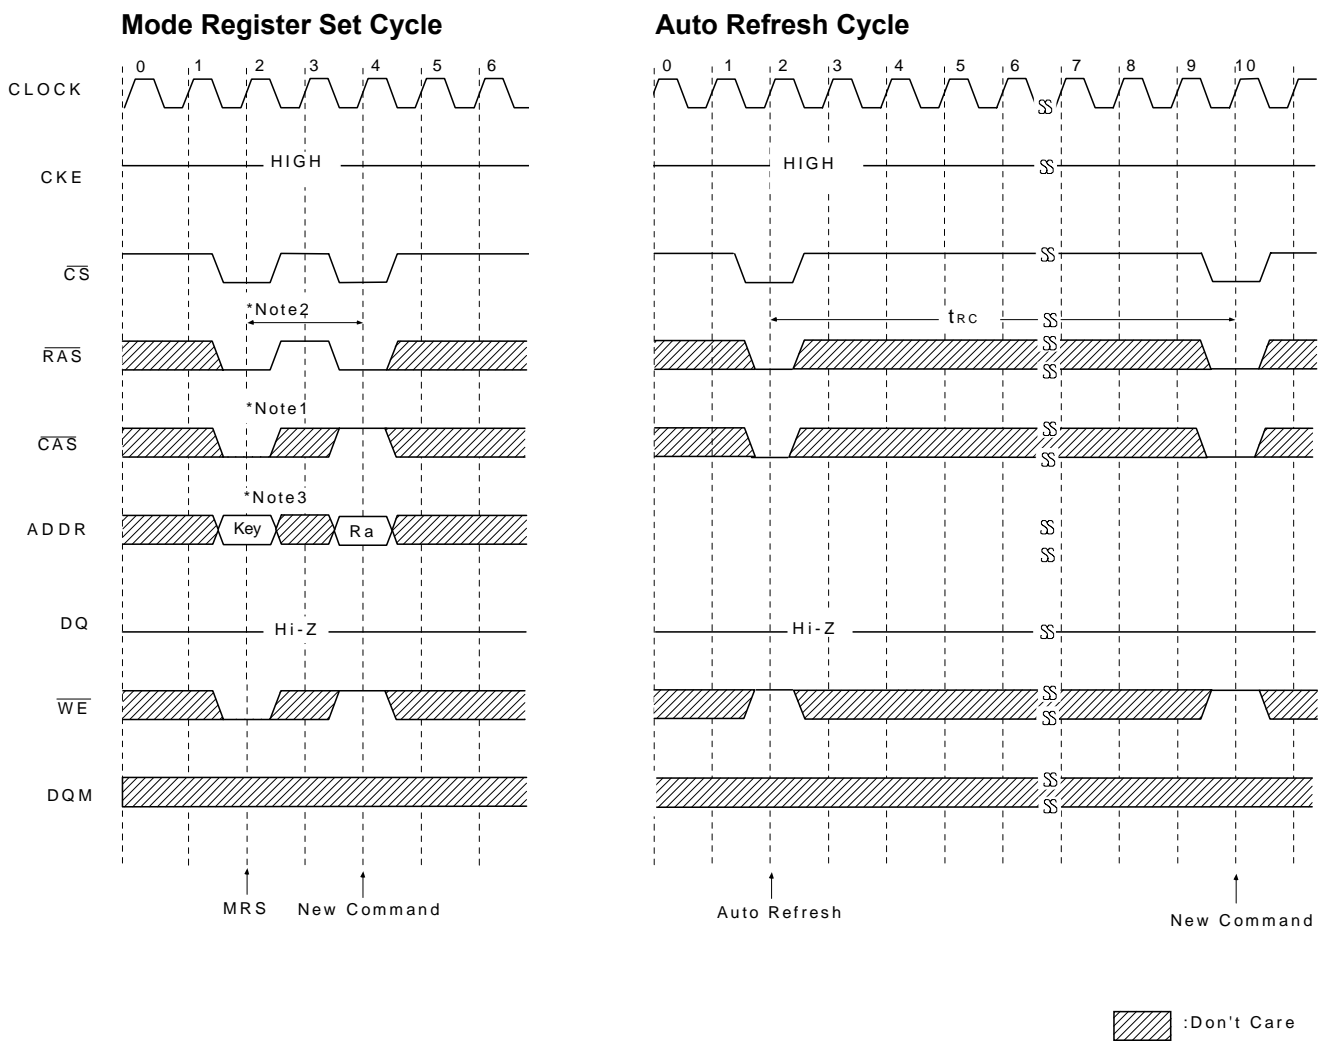 Mode Register Set Cycle
Auto Refresh Cycle
0 1 2 3 4 5 6
0 1 2 3 4 5 6 7 8 9 10
CLOCK
CKE
HIGH
HIGH
CS
*Note2
tRC
RAS
*Note1
CAS
*Note3
ADDR
Key
Ra
DQ
Hi-Z
Hi-Z
WE
DQM
MRS
New Command
Auto Refresh
New Command
:Don't Care